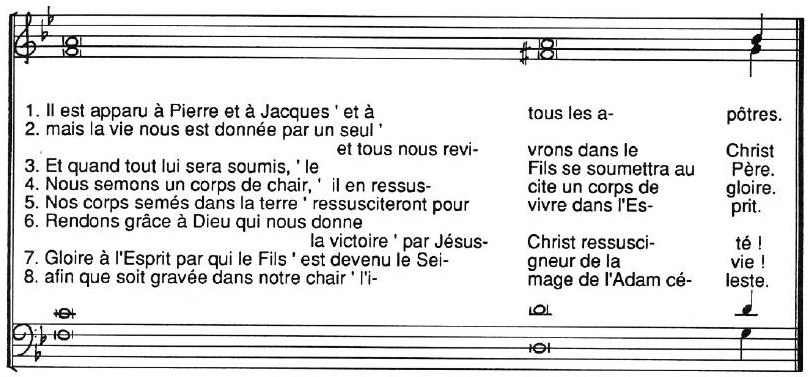 1. Il est apparu à Pierre et à Jacques ' et à tous les a- pôtres.
2. mais la vie nous est donnée par un seul '
et tous nous revi- vrons dans le Christ
3. Et quand tout lui sera soumis, ' le Fils se soumettra au Père.
4. Nous semons un corps de chair, ' il en ressus- cite un corps de gloire.
5. Nos corps semés dans la terre ' ressusciteront pour vivre dans l'Es- prit.
6. Rendons grâce à Dieu qui nous donne
la victoire ' par Jésus- Christ ressusci- té !
7. Gloire à l'Esprit par qui le Fils ' est devenu le Sei- gneur de la vie !
8. afin que soit gravée dans notre chair ' l'i- mage de l'Adam cé- leste.